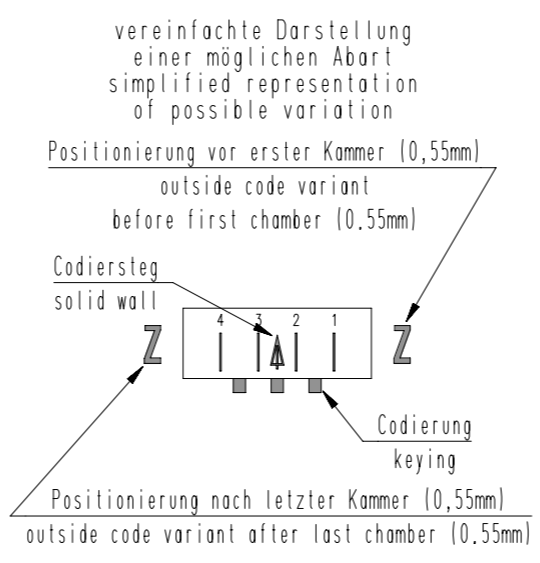 vereinfachte Darstellung
einer möglichen Abart
simplified representation
of possible variation
Positionierung vor erster Kammer (0,55mm)
outside code variant
before first chamber (0.55mm)
Codiersteg
solid wall
4 3 2 1
Z Z
Codierung
keying
Positionierung nach letzter Kammer (0,55mm)
outside code variant after last chamber (0.55mm)